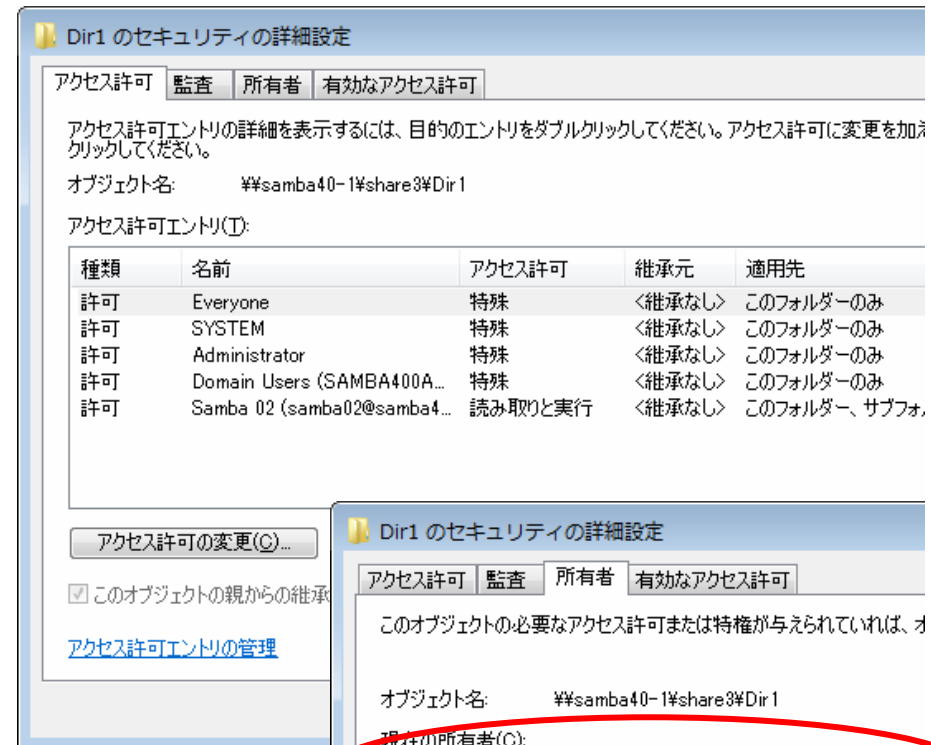 Dir1 のセキュリティの詳細設定
アクセス許可 監査 所有者 有効なアクセス許可
アクセス許可エントリの詳細を表示するには、目的のエントリをダブルクリックしてください。アクセス許可に変更を加え
クリックしてください。
オブジェクト名: ¥¥samba40-1¥share3¥Dir1
アクセス許可エントリ(T):
種類 名前 アクセス許可 継承元 適用先
許可 Everyone 特殊 <継承なし> このフォルダーのみ
許可 SYSTEM 特殊 <継承なし> このフォルダーのみ
許可 Administrator 特殊 <継承なし> このフォルダーのみ
許可 Domain Users (SAMBA400A... 特殊 <継承なし> このフォルダーのみ
許可 Samba 02 (samba02@samba4... 読み取りと実行 <継承なし> このフォルダー、サブフォル
アクセス許可の変更(C)...
このオブジェクトの親からの継承
アクセス許可エントリの管理
Dir1 のセキュリティの詳細設定
アクセス許可 監査 所有者 有効なアクセス許可
このオブジェクトの必要なアクセス許可または特権が与えられていれば、オ
オブジェクト名: ¥¥samba40-1¥share3¥Dir1
現在の所有者(C):